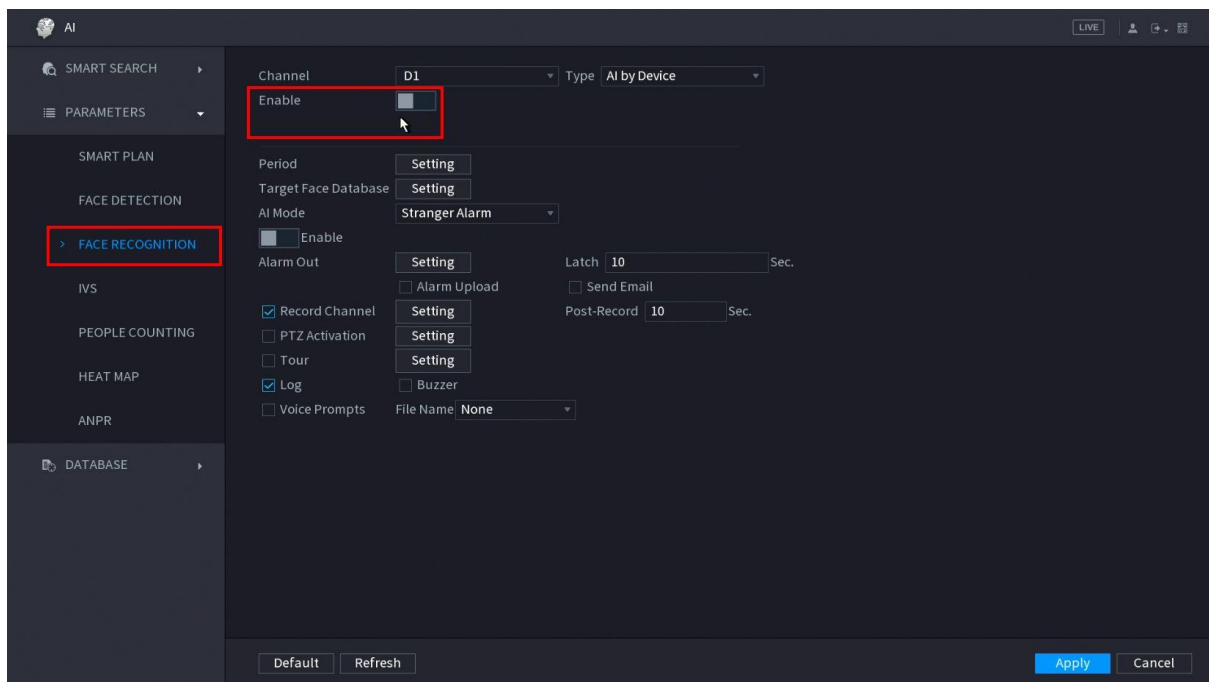 AI
LIVE
SMART SEARCH
PARAMETERS
SMART PLAN
FACE DETECTION
FACE RECOGNITION
IVS
PEOPLE COUNTING
HEAT MAP
ANPR
DATABASE
Channel D1 Type AI by Device
Enable
Period Setting
Target Face Database Setting
AI Mode Stranger Alarm
Enable
Alarm Out Setting Latch 10 Sec.
Alarm Upload Send Email
Record Channel Setting Post-Record 10 Sec.
PTZ Activation Setting
Tour Setting
Log Buzzer
Voice Prompts File Name None
Default Refresh Apply Cancel